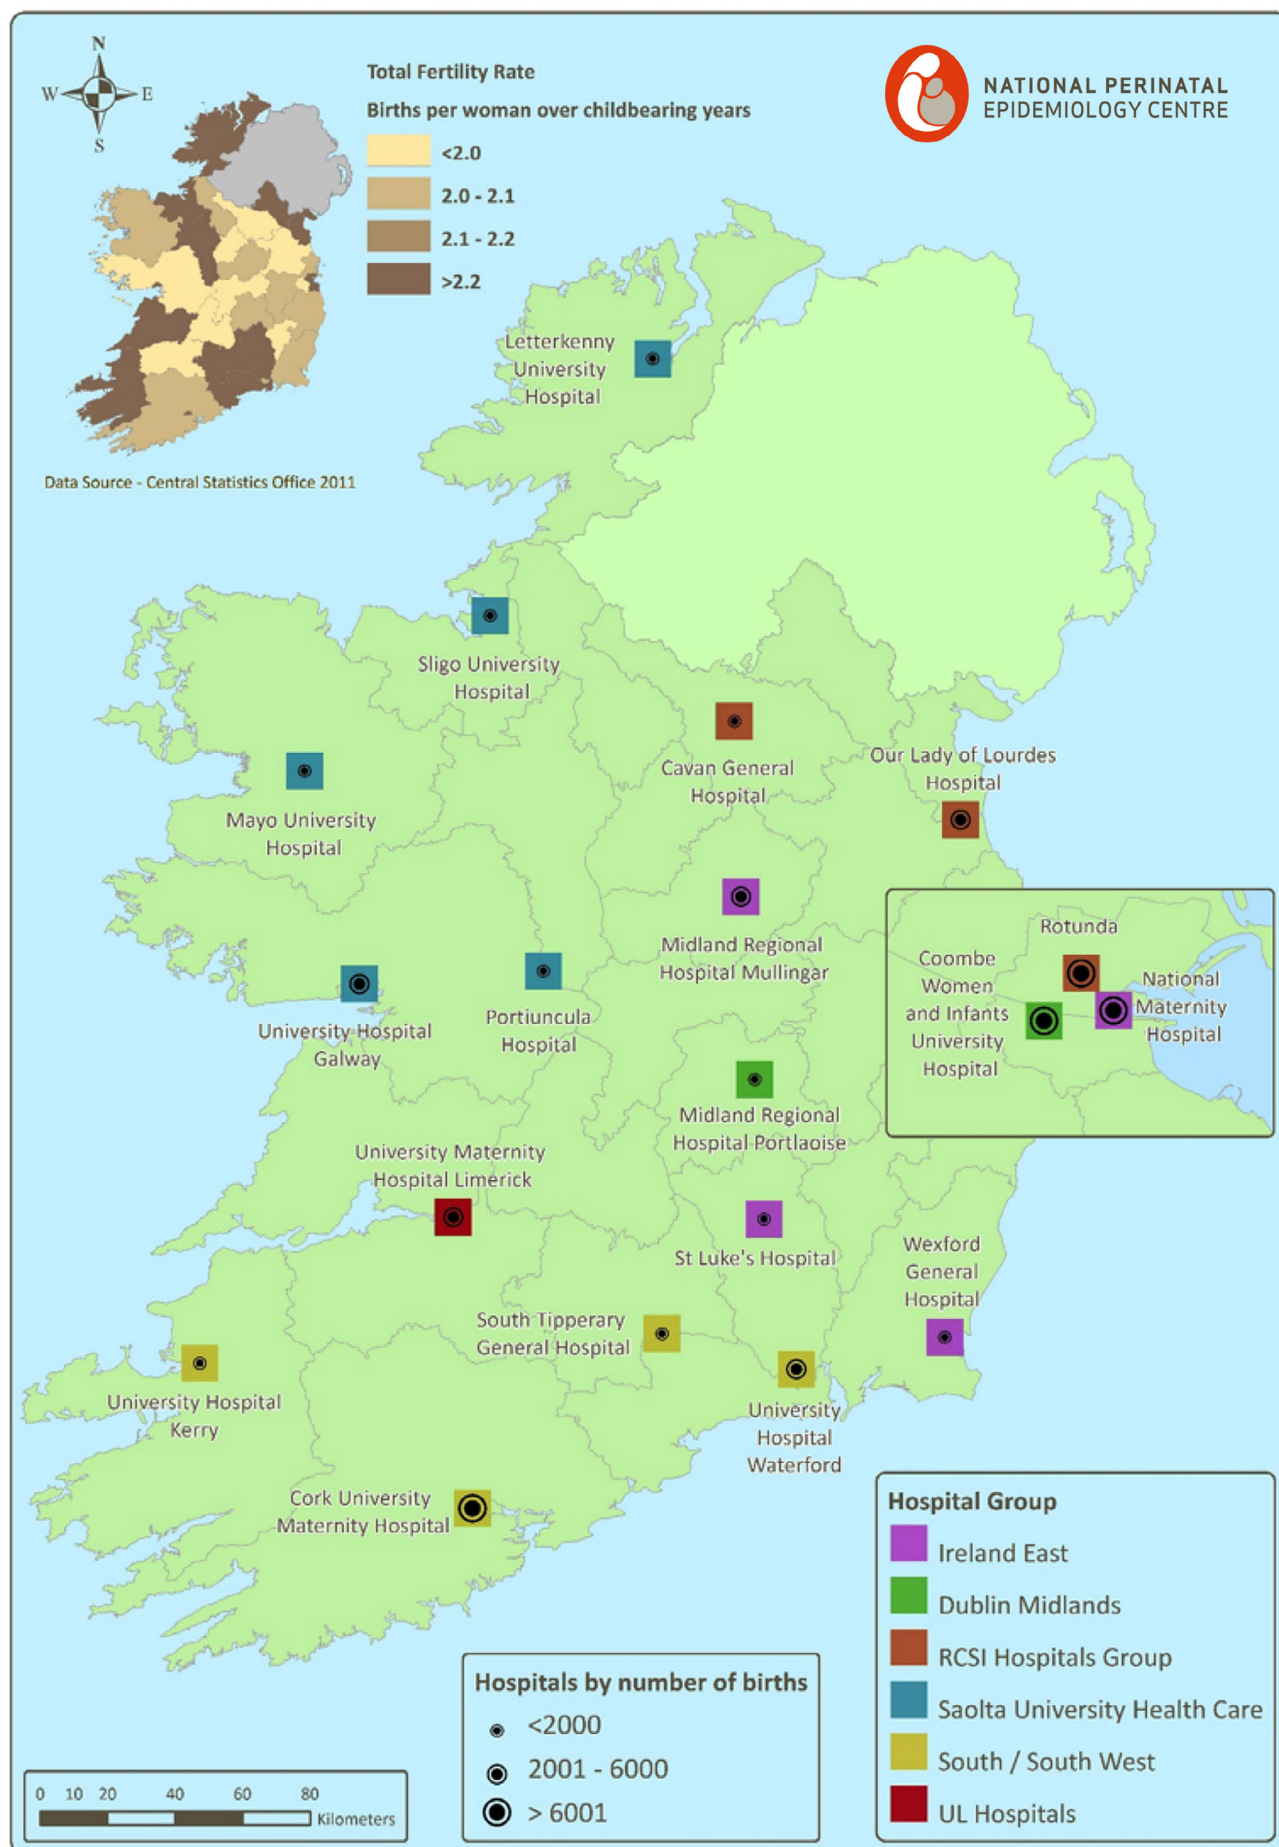 N
W
E
S
Total Fertility Rate
Births per woman over childbearing years
<2.0
2.0 - 2.1
2.1 - 2.2
>2.2
NATIONAL PERINATAL
EPIDEMIOLOGY CENTRE
Data Source - Central Statistics Office 2011
Letterkenny
University
Hospital
Sligo University
Hospital
Cavan General
Hospital
Our Lady of Lourdes
Hospital
Mayo University
Hospital
Midland Regional
Hospital Mullingar
Rotunda
Coombe
Women
and Infants
University
Hospital
National
Maternity
Hospital
University Hospital
Galway
Portiuncula
Hospital
Midland Regional
Hospital Portlaoise
University Maternity
Hospital Limerick
St Luke's Hospital
Wexford
General
Hospital
South Tipperary
General Hospital
University Hospital
Kerry
University
Hospital
Waterford
Cork University
Maternity Hospital
Hospital Group
Ireland East
Dublin Midlands
RCSI Hospitals Group
Saolta University Health Care
South / South West
UL Hospitals
Hospitals by number of births
<2000
2001 - 6000
> 6001
0 10 20 40 60 80
Kilometers